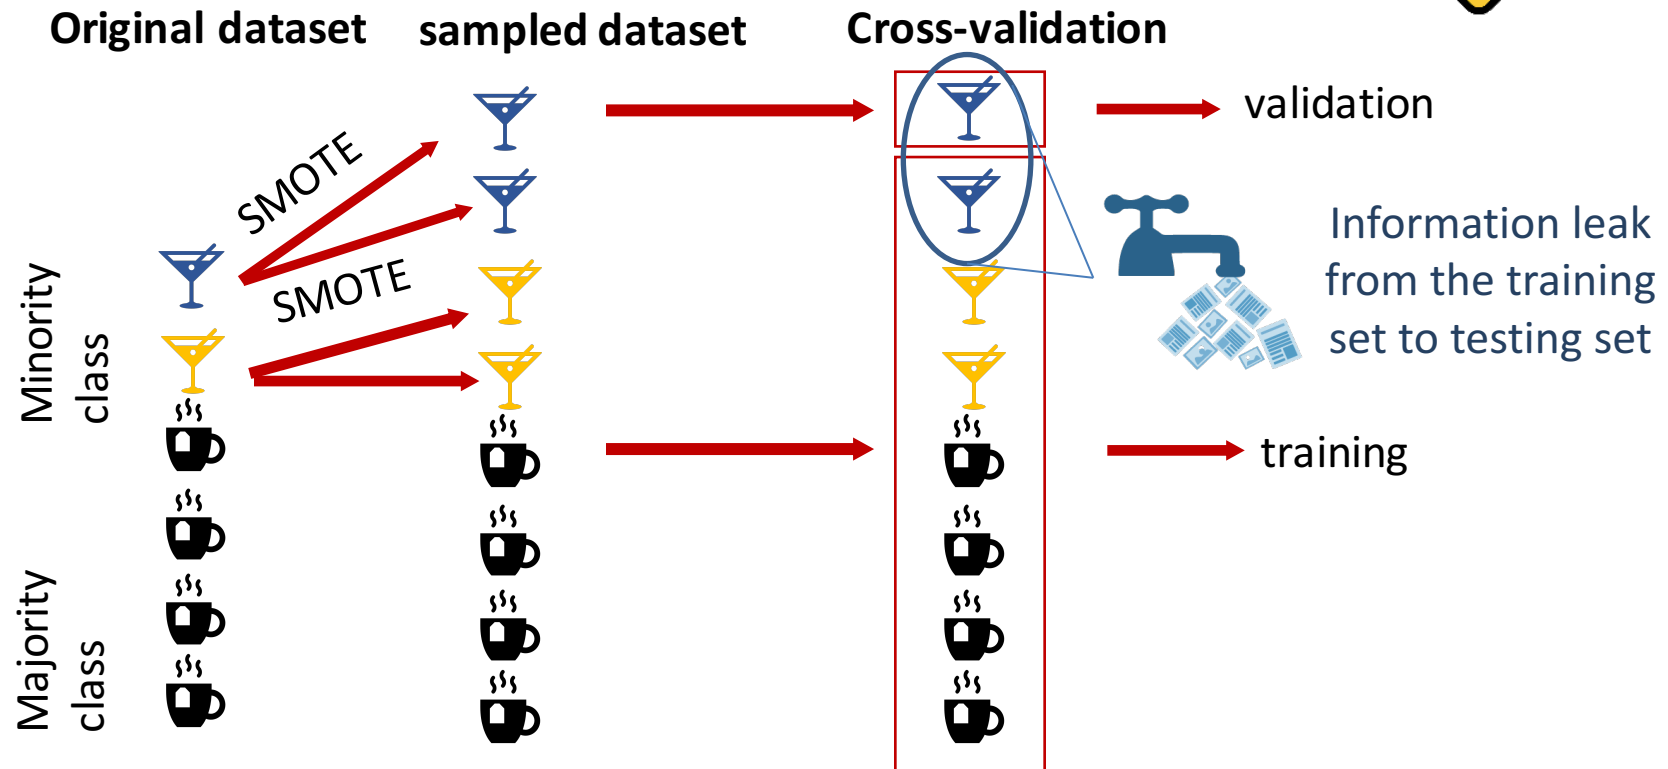 Original dataset
sampled dataset
Cross-validation
validation
SMOTE
SMOTE
Information leak
from the training
set to testing set
Minority
class
training
Majority
class